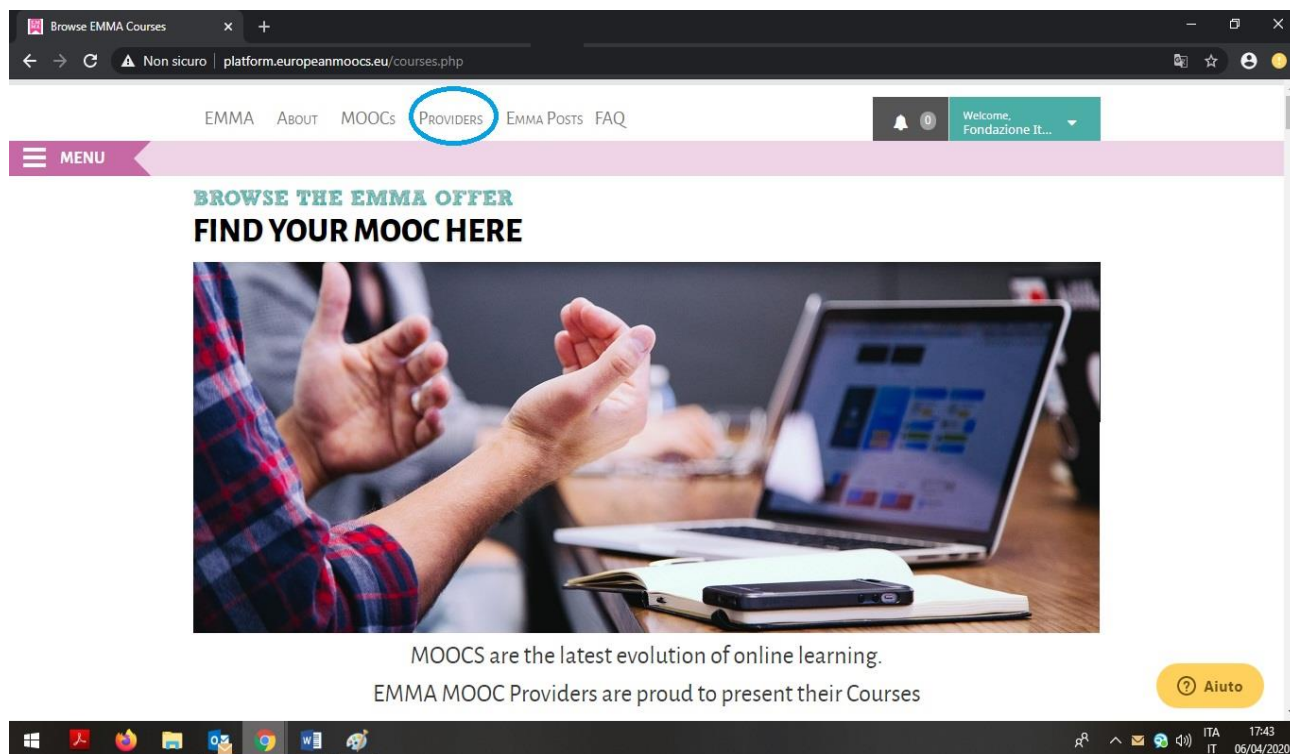 Browse EMMA Courses
Non sicuro platform.europeanmoocs.eu/courses.php
EMMA ABOUT MOOCS PROVIDERS EMMA POSTS FAQ
0
Welcome,
Fondazione It...
MENU
BROWSE THE EMMA OFFER
FIND YOUR MOOC HERE
MOOCS are the latest evolution of online learning.
EMMA MOOC Providers are proud to present their Courses
Aiuto
ITA 17:43
IT 06/04/2020